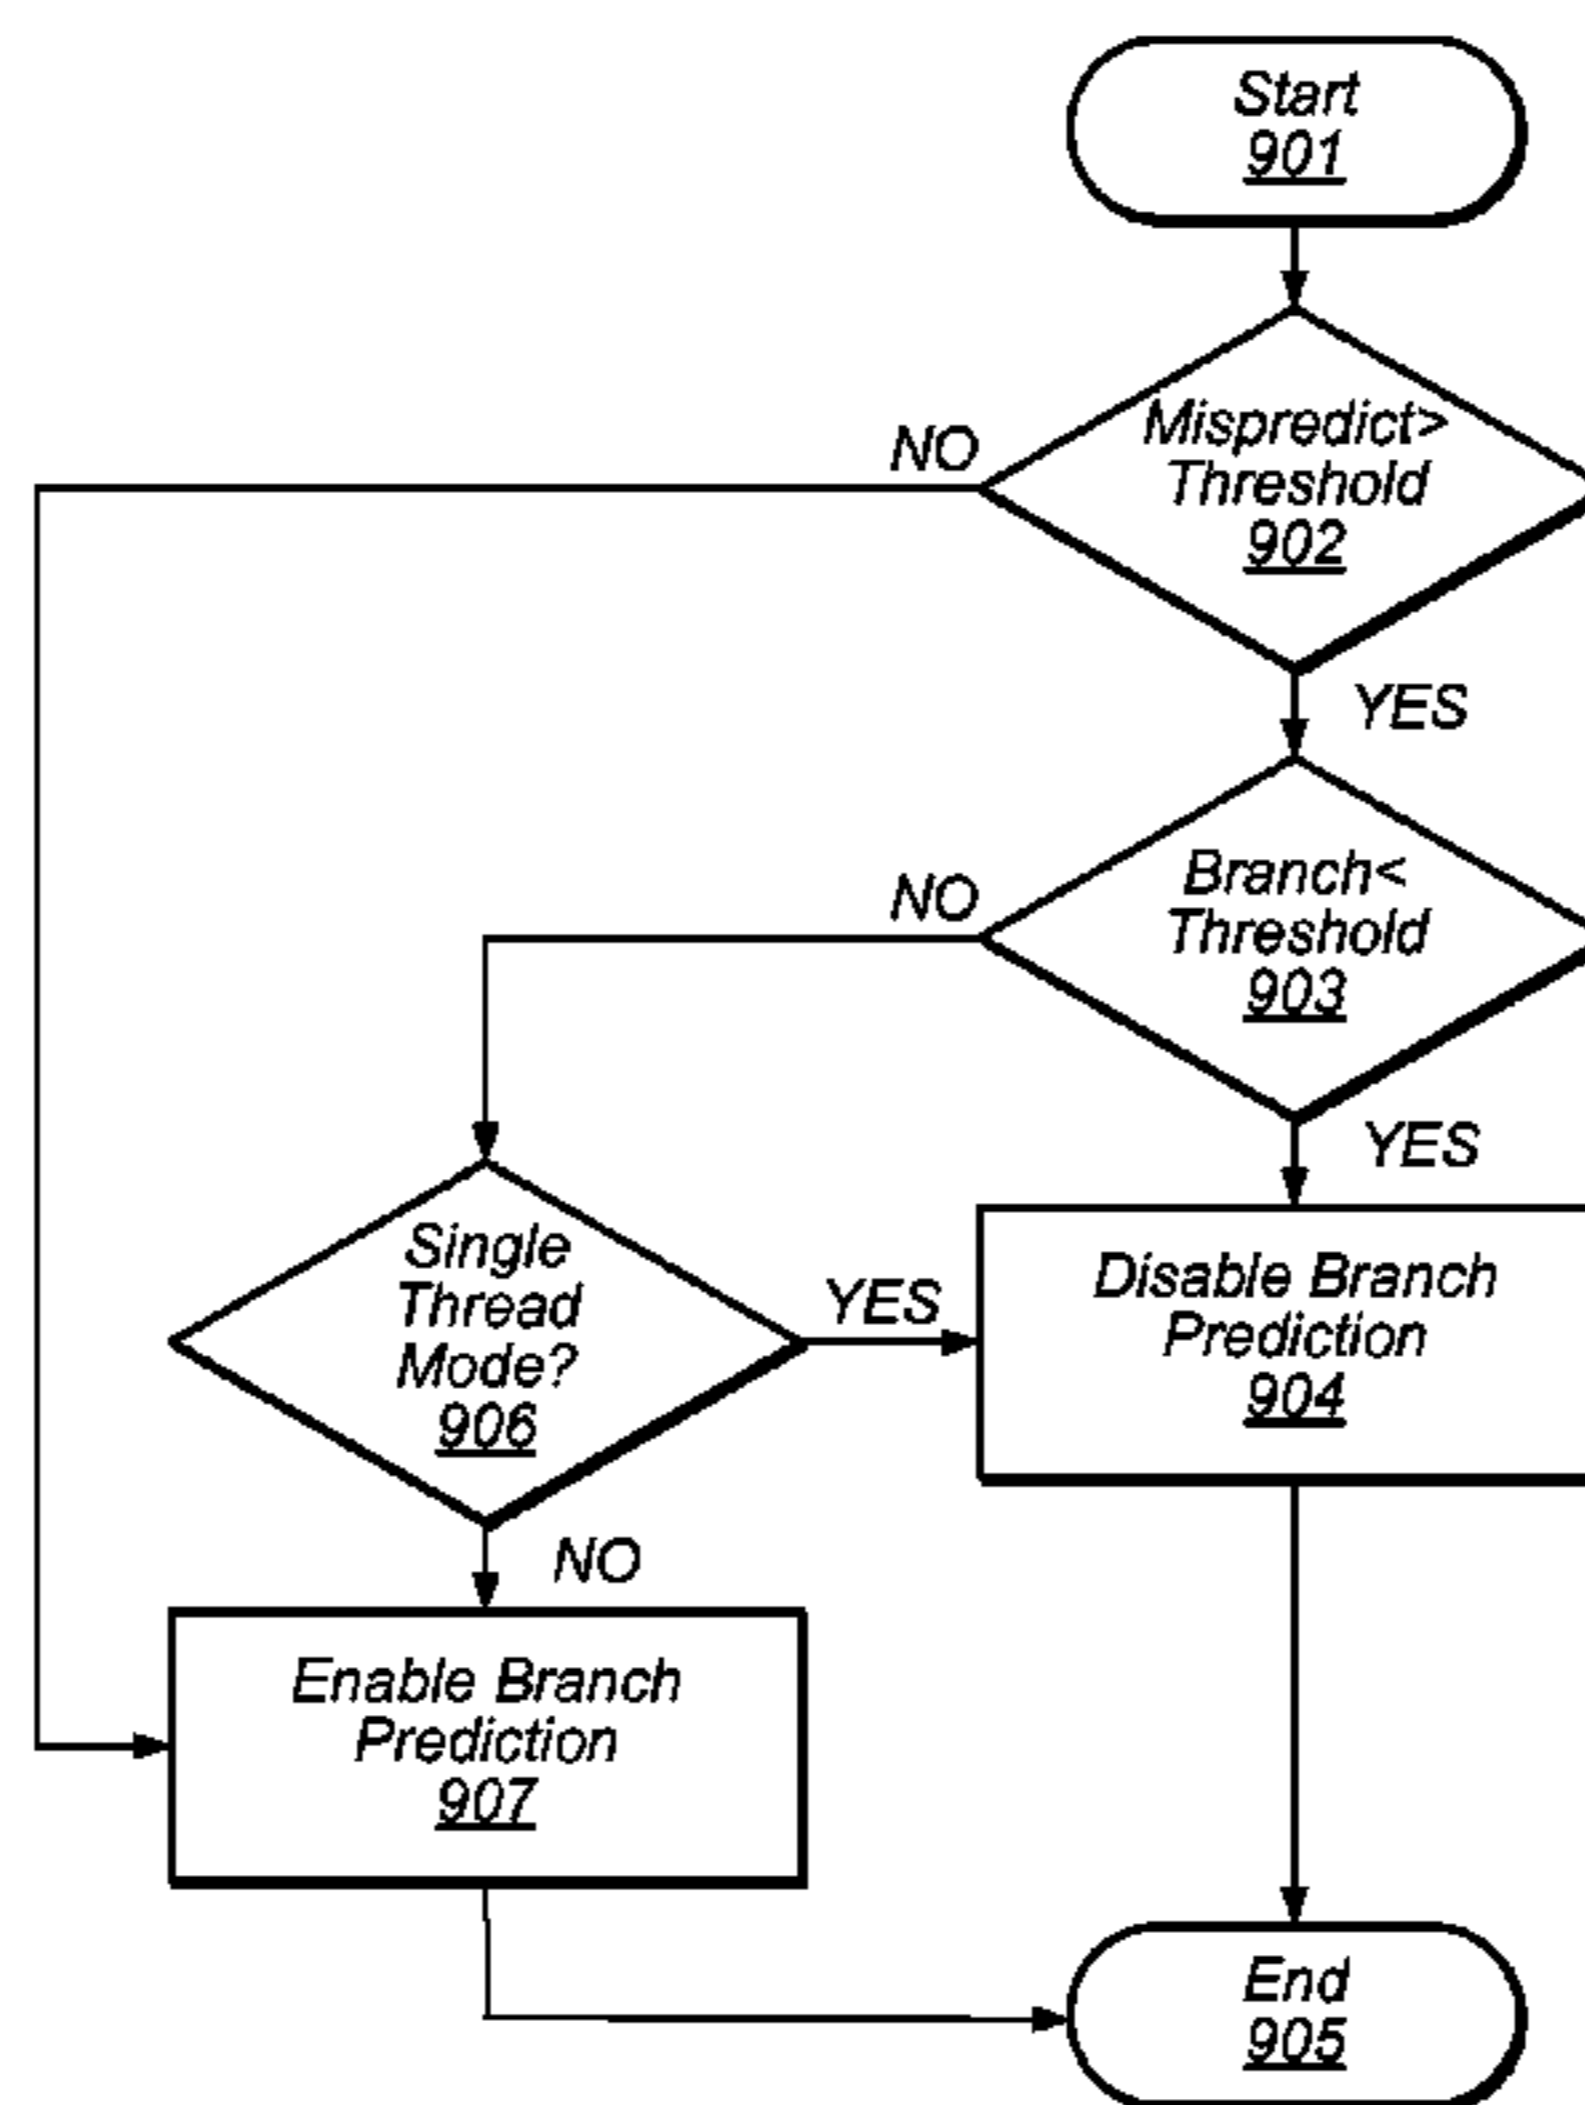 Start
901
Mispredict>
Threshold
902
NO
YES
Branch<
Threshold
903
NO
YES
Single
Thread
Mode?
906
YES
NO
Disable Branch
Prediction
904
Enable Branch
Prediction
907
End
905